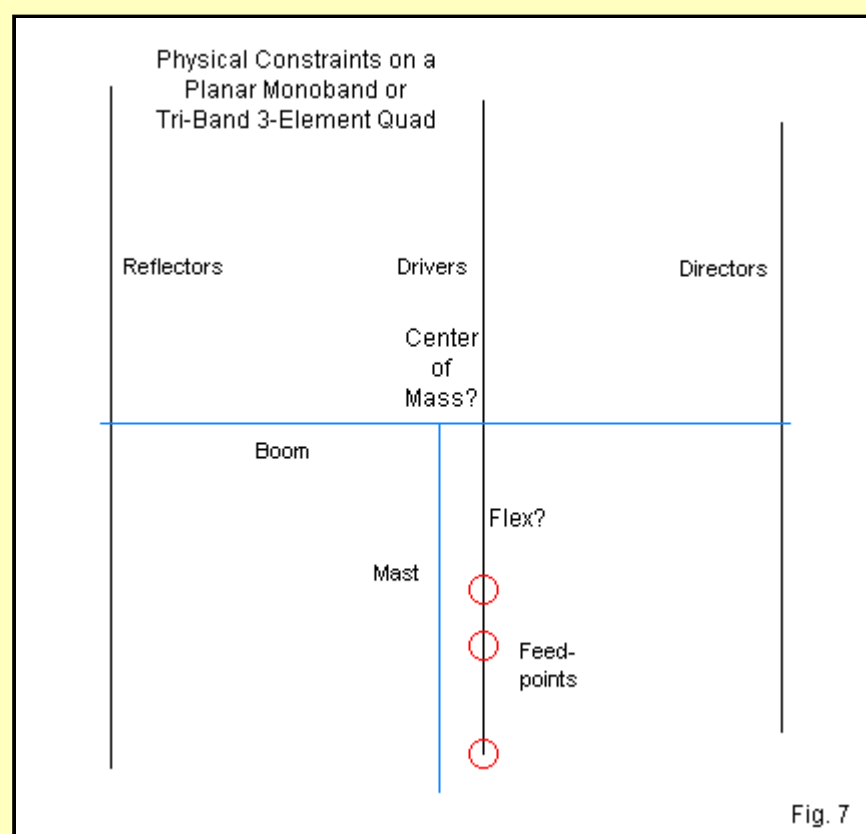 Physical Constraints on a
Planar Monoband or
Tri-Band 3-Element Quad
Reflectors
Drivers
Directors
Center
of
Mass?
Boom
Flex?
Mast
Feed-
points
Fig. 7